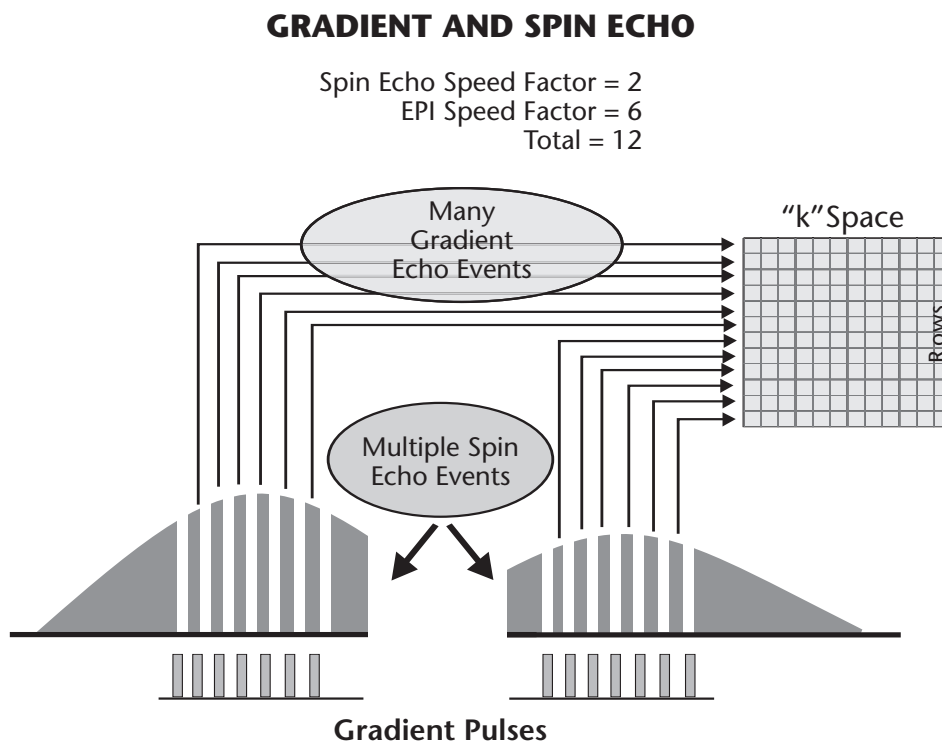 GRADIENT AND SPIN ECHO
Spin Echo Speed Factor = 2
EPI Speed Factor = 6
Total = 12
Many
Gradient
Echo Events
“k”Space
Rows
Multiple Spin
Echo Events
Gradient Pulses